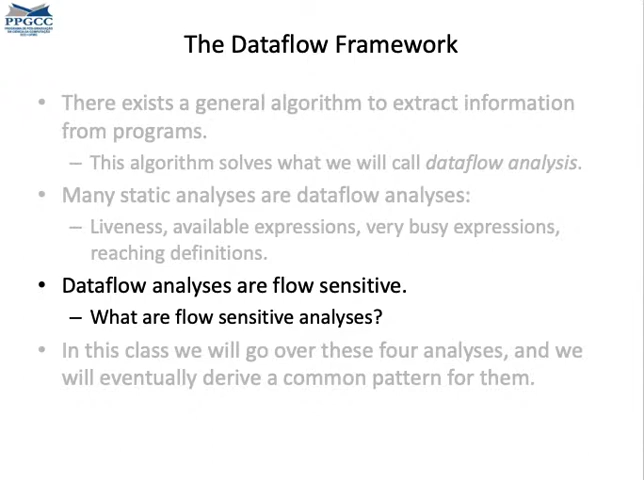 PPGCC
The Dataflow Framework
• There exists a general algorithm to extract information
from programs.
– This algorithm solves what we will call dataflow analysis.
• Many static analyses are dataflow analyses:
– Liveness, available expressions, very busy expressions,
reaching definitions.
• Dataflow analyses are flow sensitive.
– What are flow sensitive analyses?
• In this class we will go over these four analyses, and we
will eventually derive a common pattern for them.